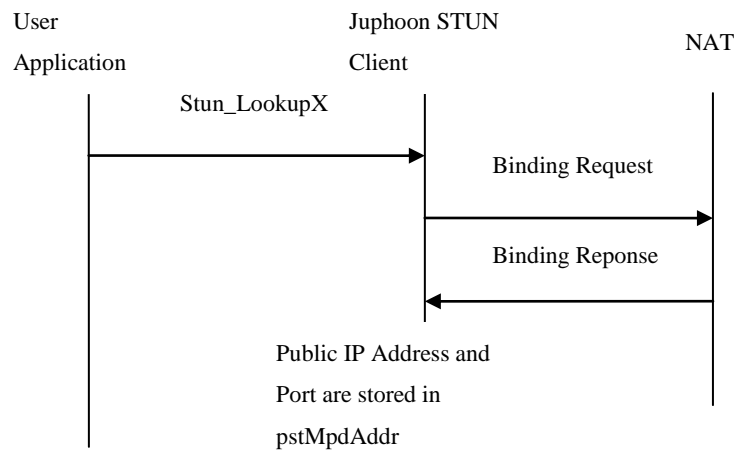 User
Application
Juphoon STUN
Client
NAT
Stun_LookupX
Binding Request
Binding Reponse
Public IP Address and
Port are stored in
pstMpdAddr